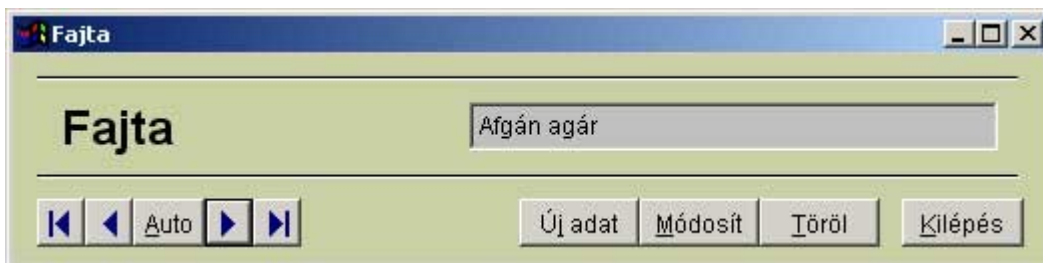 Fajta
Fajta
Afgán agár
Auto
Új adat
Módosít
Töröl
Kilépés